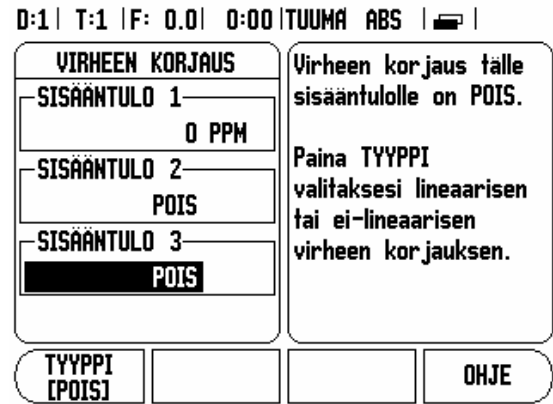 D:1| T:1 |F: 0.0| 0:00|TUUMA ABS | |
VIRHEEN KORJAUS
SISÄÄNTULO 1
0 PPM
SISÄÄNTULO 2
POIS
SISÄÄNTULO 3
POIS
Virheen korjaus tälle
sisääntulolle on POIS.
Paina TYYPPI
valitaksesi lineaarisen
tai ei-lineaarisen
virheen korjauksen.
TYYPPI
[POIS]
OHJE